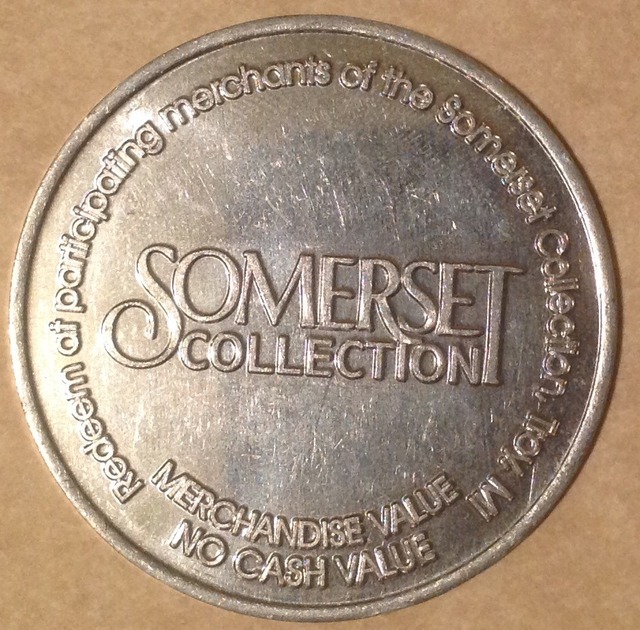 Redeem at participating merchants of the Somerset Collection, Troy, MI
SOMERSET
COLLECTION
MERCHANDISE VALUE
NO CASH VALUE